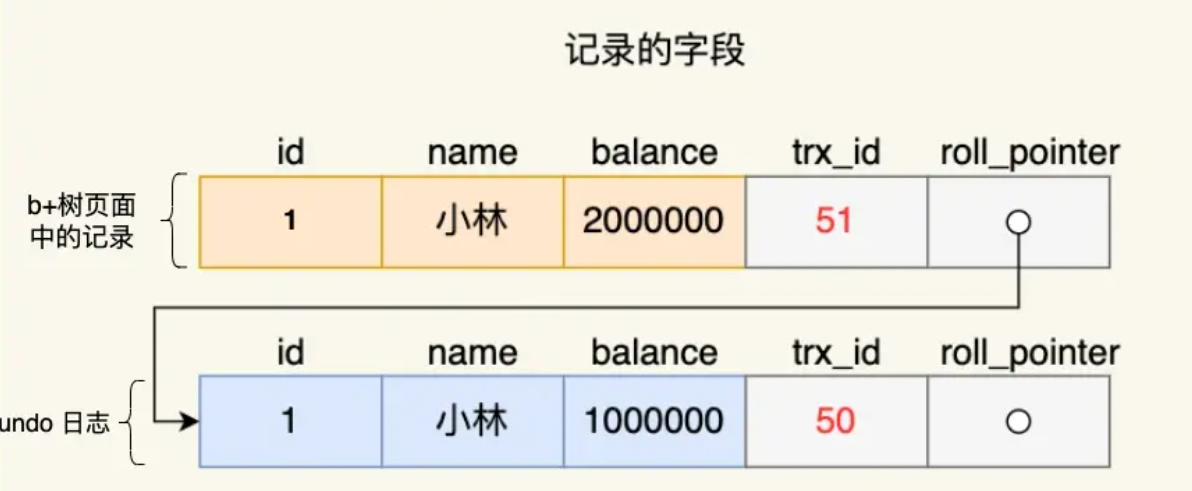 记录的字段
id name balance trx_id roll_pointer
b+树页面
中的记录
1 小林 2000000 51
id name balance trx_id roll_pointer
undo 日志
1 小林 1000000 50